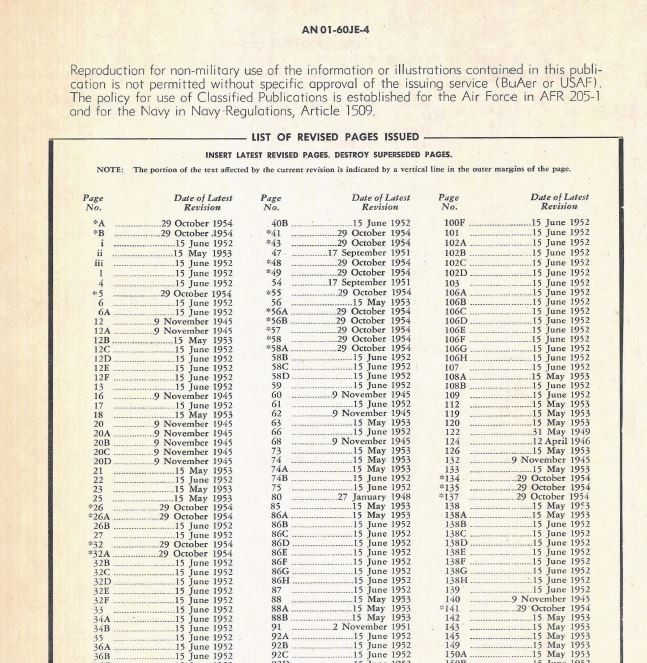 AN 01-60JE-4
Reproduction for non-military use of the information or illustrations contained in this publi-
cation is not permitted without specific approval of the issuing service (BuAer or USAF).
The policy for use of Classified Publications is established for the Air Force in AFR 205-1
and for the Navy in Navy Regulations, Article 1509.
LIST OF REVISED PAGES ISSUED
INSERT LATEST REVISED PAGES. DESTROY SUPERSEDED PAGES.
NOTE: The portion of the text affected by the current revision is indicated by a vertical line in the outer margins of the page.
Page Date of Latest
No. Revision
*A 29 October 1954
*B 29 October 1954
i 15 June 1952
ii 15 May 1953
iii 15 June 1952
1 15 June 1952
4 15 June 1952
*5 29 October 1954
6 15 June 1952
6A 15 June 1952
12 9 November 1945
12A 9 November 1945
12B 15 May 1953
12C 15 June 1952
12D 15 June 1952
12E 15 June 1952
12F 15 June 1952
13 15 June 1952
16 9 November 1945
17 15 June 1952
18 15 May 1953
20 9 November 1945
20A 9 November 1945
20B 9 November 1945
20C 9 November 1945
20D 9 November 1945
21 15 May 1953
22 15 June 1952
23 15 May 1953
25 15 May 1953
*26 29 October 1954
*26A 29 October 1954
26B 15 June 1952
27 15 June 1952
*32 29 October 1954
*32A 29 October 1954
32B 15 June 1952
32C 15 June 1952
32D 15 June 1952
32E 15 June 1952
32F 15 June 1952
33 15 June 1952
34A 15 June 1952
34B 15 June 1952
35 15 June 1952
36A 15 June 1952
36B 15 June 1952
Page Date of Latest
No. Revision
40B 15 June 1952
*41 29 October 1954
*43 29 October 1954
47 17 September 1951
*48 29 October 1954
*49 29 October 1954
54 17 September 1951
*55 29 October 1954
56 15 May 1953
*56A 29 October 1954
*56B 29 October 1954
*57 29 October 1954
*58 29 October 1954
*58A 29 October 1954
58B 15 June 1952
58C 15 June 1952
58D 15 June 1952
59 15 June 1952
60 9 November 1945
61 15 June 1952
62 9 November 1945
63 15 May 1953
66 15 June 1952
68 9 November 1945
73 15 May 1953
74 15 May 1953
74A 15 May 1953
74B 15 June 1952
75 15 June 1952
80 27 January 1948
85 15 May 1953
86A 15 May 1953
86B 15 June 1952
86C 15 June 1952
86D 15 June 1952
86E 15 June 1952
86F 15 June 1952
86G 15 June 1952
86H 15 June 1952
87 15 June 1952
88 15 May 1953
88A 15 May 1953
88B 15 May 1953
91 2 November 1951
92A 15 June 1952
92B 15 June 1952
92C 15 June 1952
Page Date of Latest
No. Revision
100F 15 June 1952
101 15 June 1952
102A 15 June 1952
102B 15 June 1952
102C 15 June 1952
102D 15 June 1952
103 15 June 1952
106A 15 June 1952
106B 15 June 1952
106C 15 June 1952
106D 15 June 1952
106E 15 June 1952
106F 15 June 1952
106G 15 June 1952
106H 15 June 1952
107 15 June 1952
108A 15 May 1953
108B 15 June 1952
109 15 June 1952
112 15 May 1953
119 15 May 1953
120 15 May 1953
122 31 May 1949
124 12 April 1946
126 15 May 1953
132 9 November 1945
133 15 May 1953
*134 29 October 1954
*135 29 October 1954
*137 29 October 1954
138 15 May 1953
138A 15 May 1953
138B 15 June 1952
138C 15 June 1952
138D 15 June 1952
138E 15 June 1952
138F 15 June 1952
138G 15 June 1952
138H 15 June 1952
139 15 June 1952
140 9 November 1945
*141 29 October 1954
142 15 May 1953
143 15 May 1953
145 15 May 1953
149 15 May 1953
150A 15 May 1953